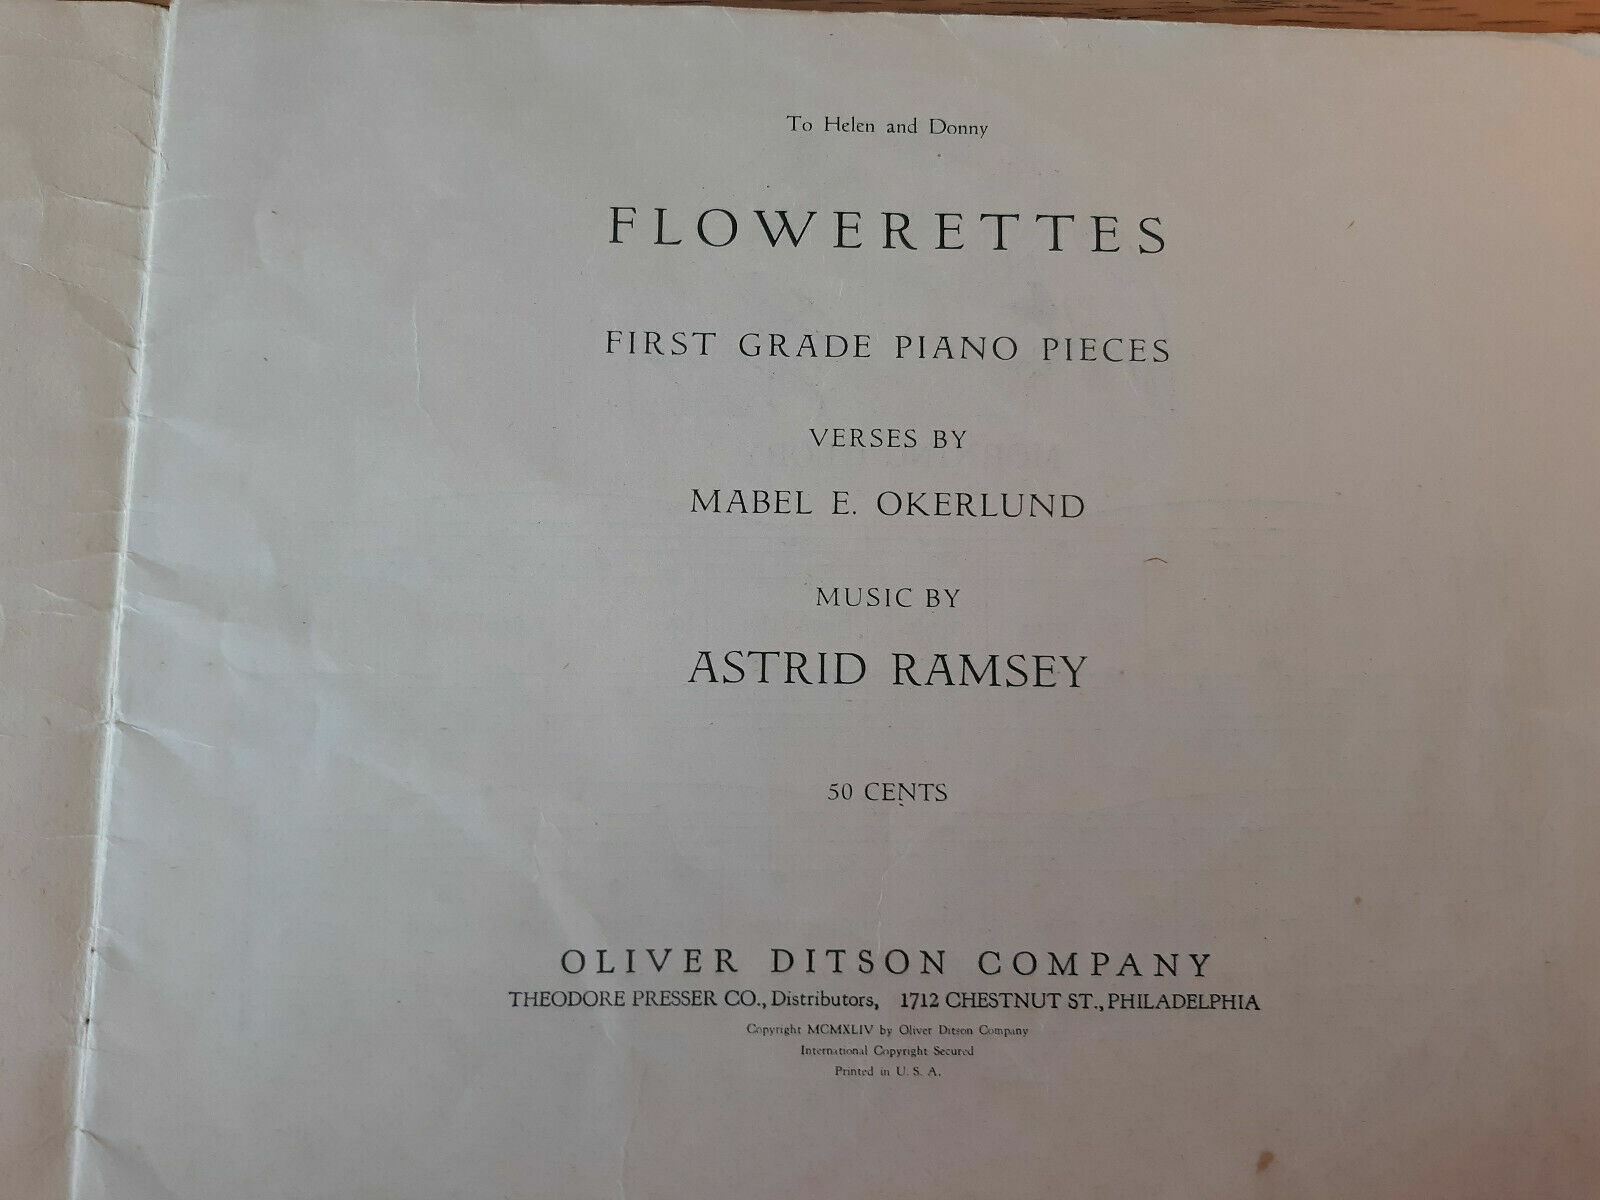 To Helen and Donny
FLOWERETTES
FIRST GRADE PIANO PIECES
VERSES BY
MABEL E. OKERLUND
MUSIC BY
ASTRID RAMSEY
50 CENTS
OLIVER DITSON COMPANY
THEODORE PRESSER CO., Distributors, 1712 CHESTNUT ST., PHILADELPHIA
Copyright MCMXLIV by Oliver Ditson Company
International Copyright Secured
Printed in U. S. A.